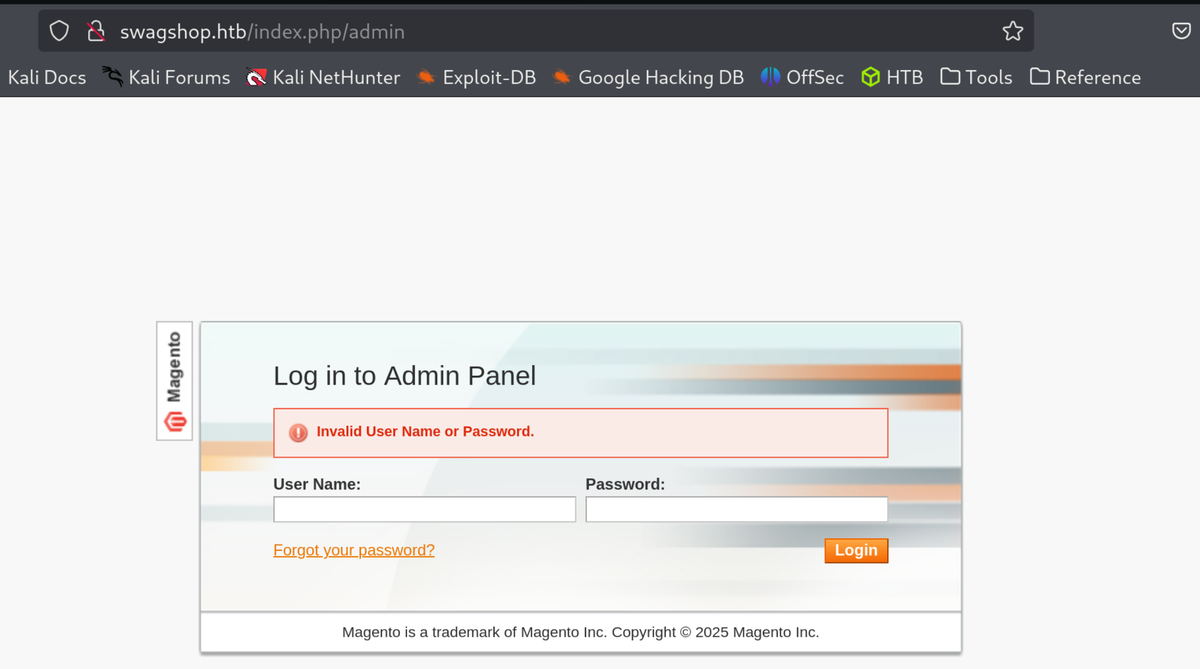 swagshop.htb/index.php/admin
Kali Docs Kali Forums Kali NetHunter Exploit-DB Google Hacking DB OffSec HTB Tools Reference
Magento
Log in to Admin Panel
Invalid User Name or Password.
User Name: Password:
Forgot your password? Login
Magento is a trademark of Magento Inc. Copyright © 2025 Magento Inc.